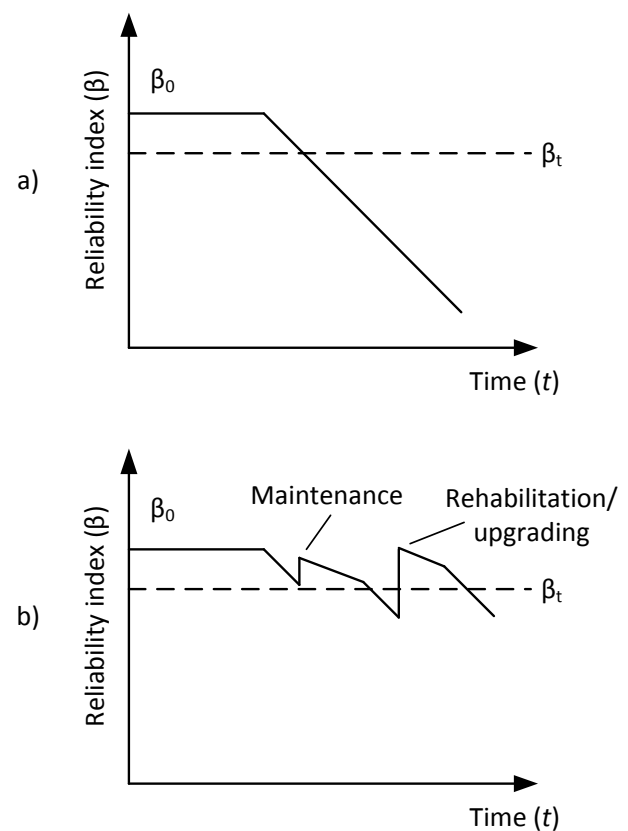 a)
Reliability index (β)
β₀
βₜ
Time (t)
b)
Reliability index (β)
β₀
Maintenance
Rehabilitation/
upgrading
βₜ
Time (t)